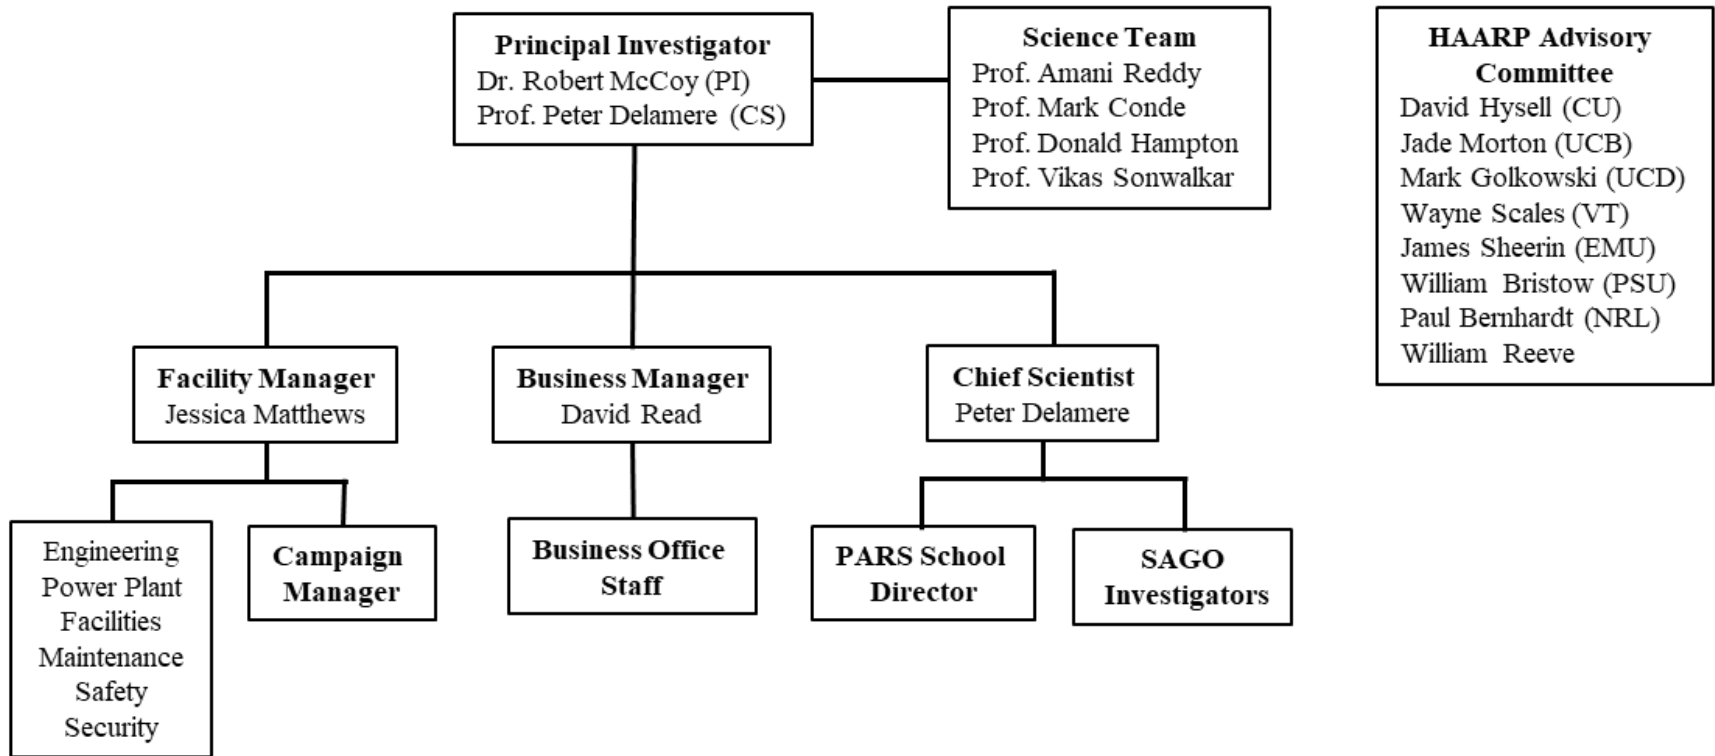 Principal Investigator
Dr. Robert McCoy (PI)
Prof. Peter Delamere (CS)
Science Team
Prof. Amani Reddy
Prof. Mark Conde
Prof. Donald Hampton
Prof. Vikas Sonwalkar
HAARP Advisory
Committee
David Hysell (CU)
Jade Morton (UCB)
Mark Golkowski (UCD)
Wayne Scales (VT)
James Sheerin (EMU)
William Bristow (PSU)
Paul Bernhardt (NRL)
William Reeve
Facility Manager
Jessica Matthews
Business Manager
David Read
Chief Scientist
Peter Delamere
Engineering
Power Plant
Facilities
Maintenance
Safety
Security
Campaign
Manager
Business Office
Staff
PARS School
Director
SAGO
Investigators